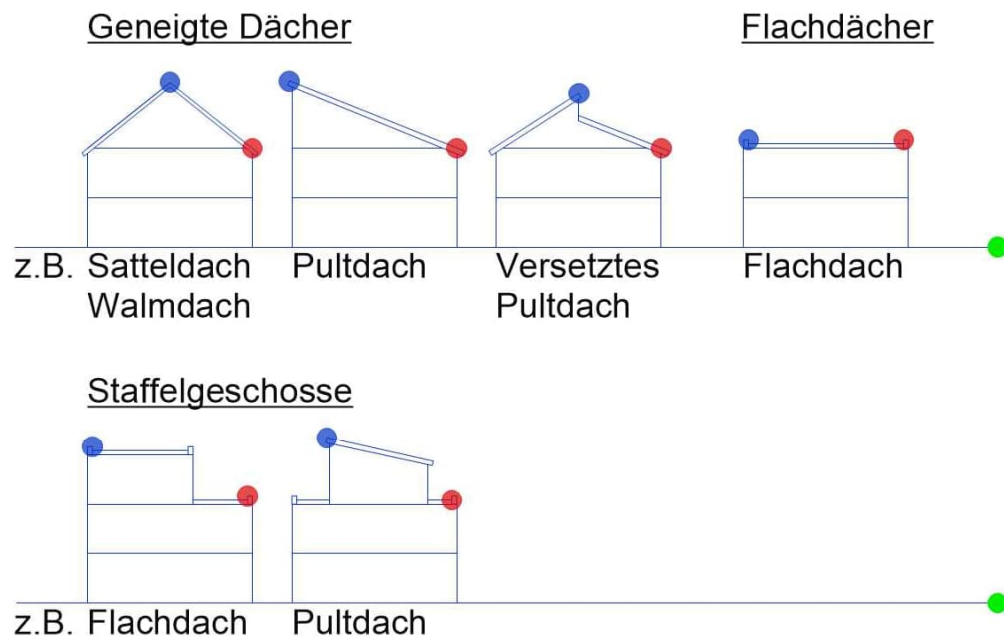 Geneigte Dächer
Flachdächer
z.B. Satteldach
Walmdach
Pultdach
Versetztes
Pultdach
Flachdach
Staffelgeschosse
z.B. Flachdach
Pultdach